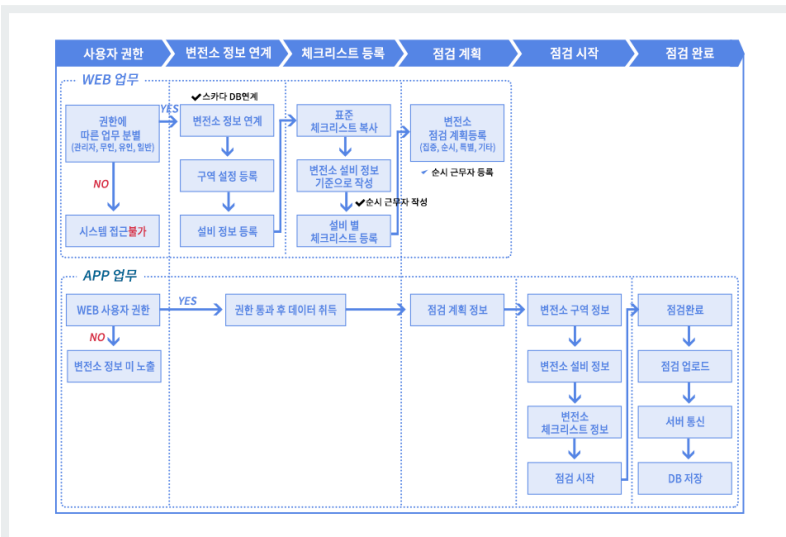 사용자 권한
변전소 정보 연계
체크리스트 등록
점검 계획
점검 시작
점검 완료
WEB 업무
권한에
따른 업무 분별
(관리자, 무인, 유인, 일반)
YES
NO
시스템 접근불가
✔스카다 DB연계
변전소 정보 연계
구역 설정 등록
설비 정보 등록
표준
체크리스트 복사
변전소 설비 정보
기준으로 작성
✔순시 근무자 작성
설비 별
체크리스트 등록
변전소
점검 계획등록
(집중, 순시, 특별, 기타)
✔ 순시 근무자 등록
APP 업무
WEB 사용자 권한
YES
NO
변전소 정보 미 노출
권한 통과 후 데이터 취득
점검 계획 정보
변전소 구역 정보
변전소 설비 정보
변전소
체크리스트 정보
점검 시작
점검완료
점검 업로드
서버 통신
DB 저장